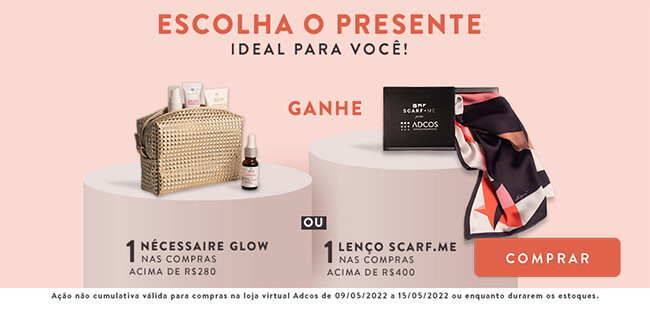 ESCOLHA O PRESENTE
IDEAL PARA VOCÊ!
GANHE
SCARF•ME
para
ADCOS
OU
1 NÉCESSAIRE GLOW
NAS COMPRAS
ACIMA DE R$280
1 LENÇO SCARF.ME
NAS COMPRAS
ACIMA DE R$400
COMPRAR
Ação não cumulativa válida para compras na loja virtual Adcos de 09/05/2022 a 15/05/2022 ou enquanto durarem os estoques.